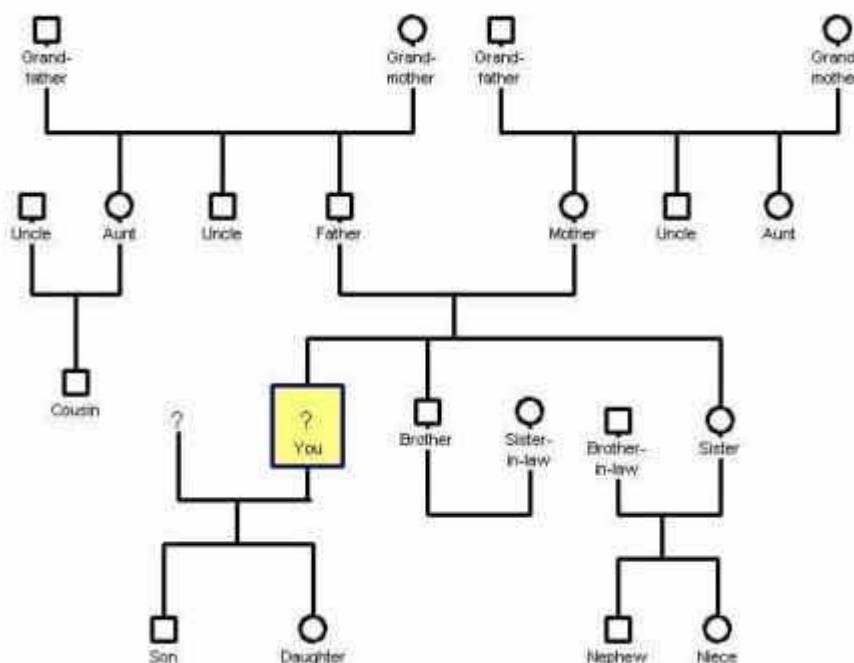 Grand-
father
Grand-
mother
Grand-
father
Grand
mother
Uncle
Aunt
Uncle
Father
Mother
Uncle
Aunt
Cousin
?
?
You
Brother
Sister-
in-law
Brother-
in-law
Sister
Son
Daughter
Nephew
Niece